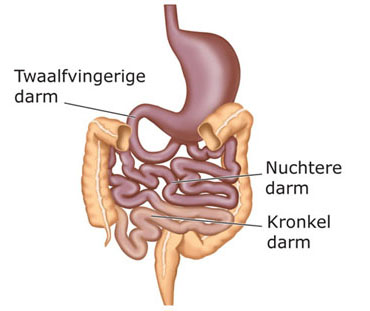 Twaalfvingerige
darm
Nuchtere
darm
Kronkel
darm